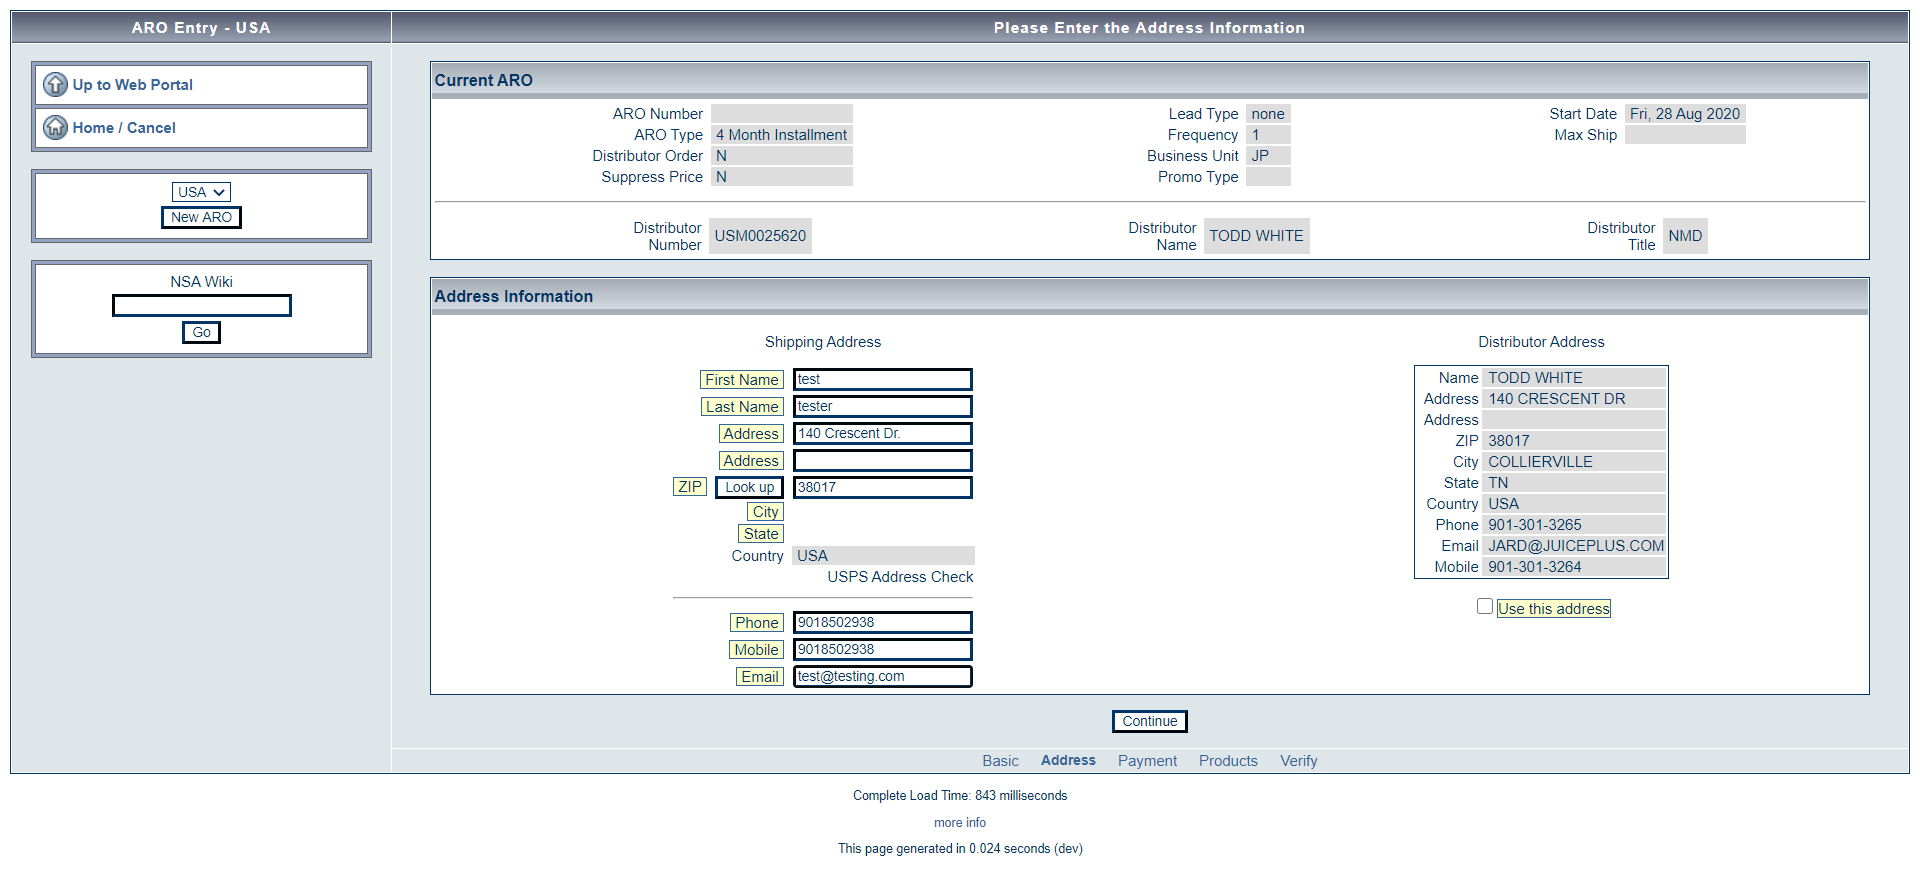 ARO Entry - USA
Please Enter the Address Information
Up to Web Portal
Home / Cancel
USA
New ARO
NSA Wiki
Go
Current ARO
ARO Number
Lead Type none
Start Date Fri, 28 Aug 2020
ARO Type 4 Month Installment
Frequency 1
Max Ship
Distributor Order N
Business Unit JP
Suppress Price N
Promo Type
Distributor Number USM0025620
Distributor Name TODD WHITE
Distributor Title NMD
Address Information
Shipping Address
First Name test
Last Name tester
Address 140 Crescent Dr.
Address
ZIP Look up 38017
City
State
Country USA
USPS Address Check
Phone 9018502938
Mobile 9018502938
Email test@testing.com
Distributor Address
Name TODD WHITE
Address 140 CRESCENT DR
Address
ZIP 38017
City COLLIERVILLE
State TN
Country USA
Phone 901-301-3265
Email JARD@JUICEPLUS.COM
Mobile 901-301-3264
Use this address
Continue
Basic Address Payment Products Verify
Complete Load Time: 843 milliseconds
more info
This page generated in 0.024 seconds (dev)